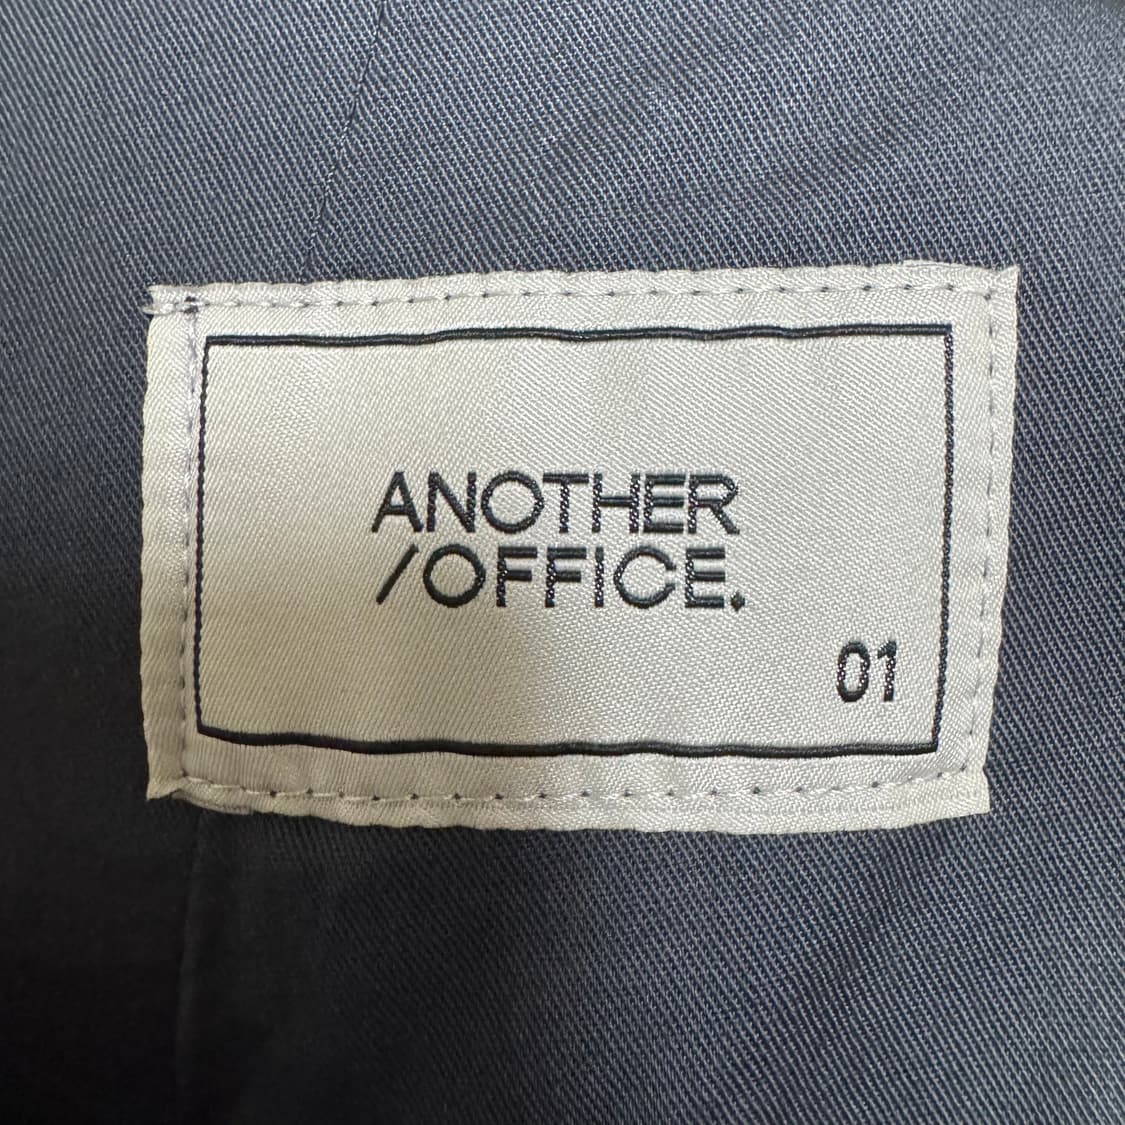 ANOTHER
/OFFICE.
01